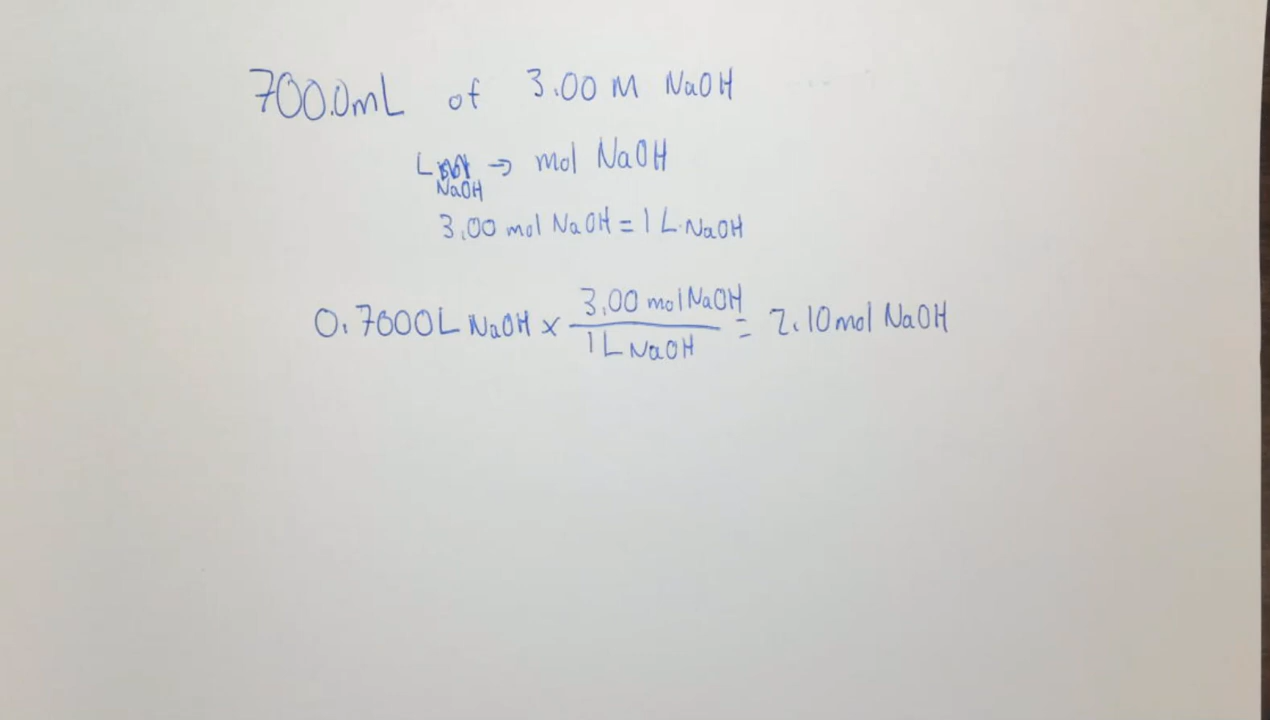 700.0mL of 3.00 M NaOH
L NaOH → mol NaOH
3.00 mol NaOH = 1 L NaOH
0.7000L NaOH × 3.00 mol NaOH / 1 L NaOH = 2.10 mol NaOH